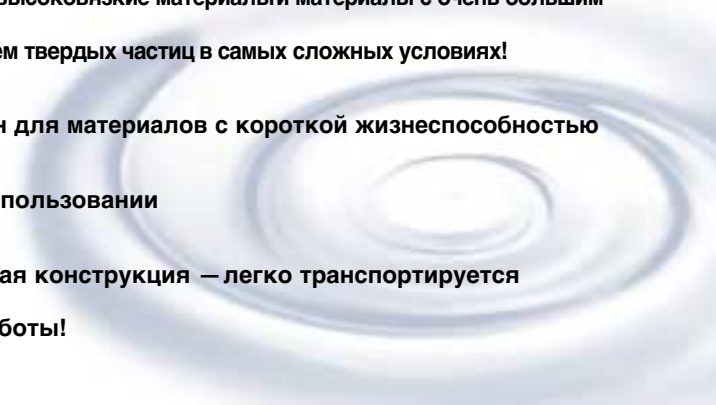 высоковязкие материалы и материалы с очень большим
ем твердых частиц в самых сложных условиях!
н для материалов с короткой жизнеспособностью
пользовании
ая конструкция — легко транспортируется
боты!